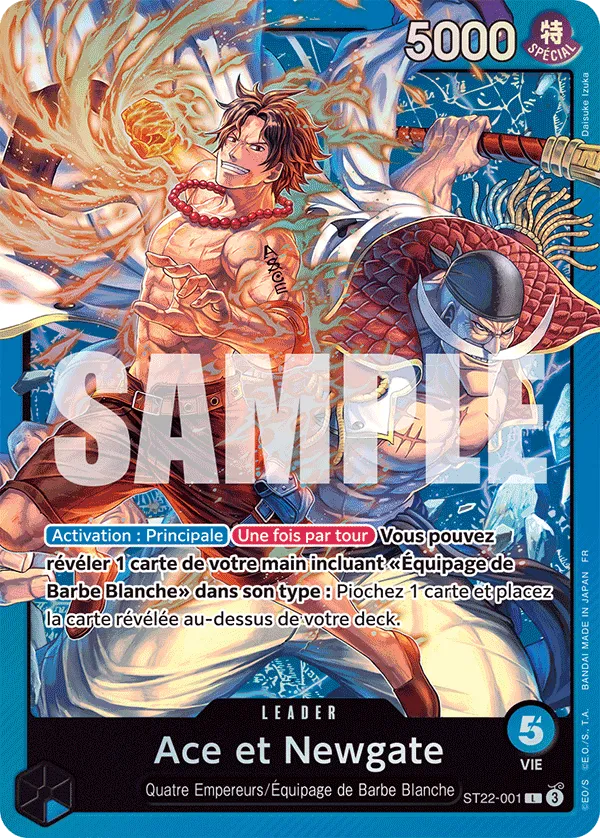 5000
特
SPÉCIAL
Daisuke Izuka
ASCE
SAMPLE
Activation : Principale Une fois par tour Vous pouvez
révéler 1 carte de votre main incluant «Équipage de
Barbe Blanche» dans son type : Piochez 1 carte et placez
la carte révélée au-dessus de votre deck.
LEADER
Ace et Newgate
Quatre Empereurs/Équipage de Barbe Blanche
5
VIE
ST22-001 L 3
©E.O/S ©E.O./S., T.A. BANDAI MADE IN JAPAN FR